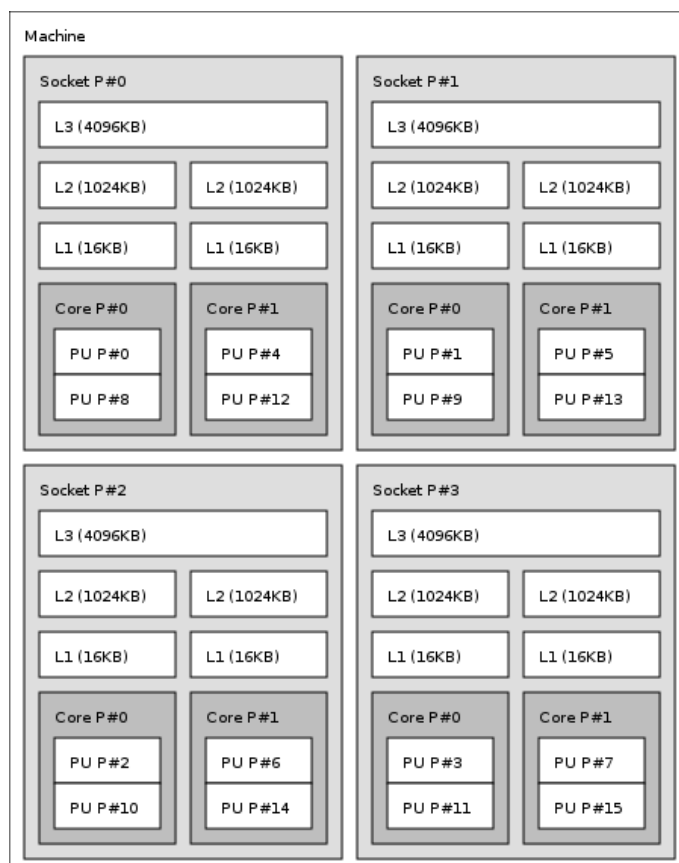 Machine
Socket P#0
L3 (4096KB)
L2 (1024KB)
L2 (1024KB)
L1 (16KB)
L1 (16KB)
Core P#0
PU P#0
PU P#8
Core P#1
PU P#4
PU P#12
Socket P#1
L3 (4096KB)
L2 (1024KB)
L2 (1024KB)
L1 (16KB)
L1 (16KB)
Core P#0
PU P#1
PU P#9
Core P#1
PU P#5
PU P#13
Socket P#2
L3 (4096KB)
L2 (1024KB)
L2 (1024KB)
L1 (16KB)
L1 (16KB)
Core P#0
PU P#2
PU P#10
Core P#1
PU P#6
PU P#14
Socket P#3
L3 (4096KB)
L2 (1024KB)
L2 (1024KB)
L1 (16KB)
L1 (16KB)
Core P#0
PU P#3
PU P#11
Core P#1
PU P#7
PU P#15